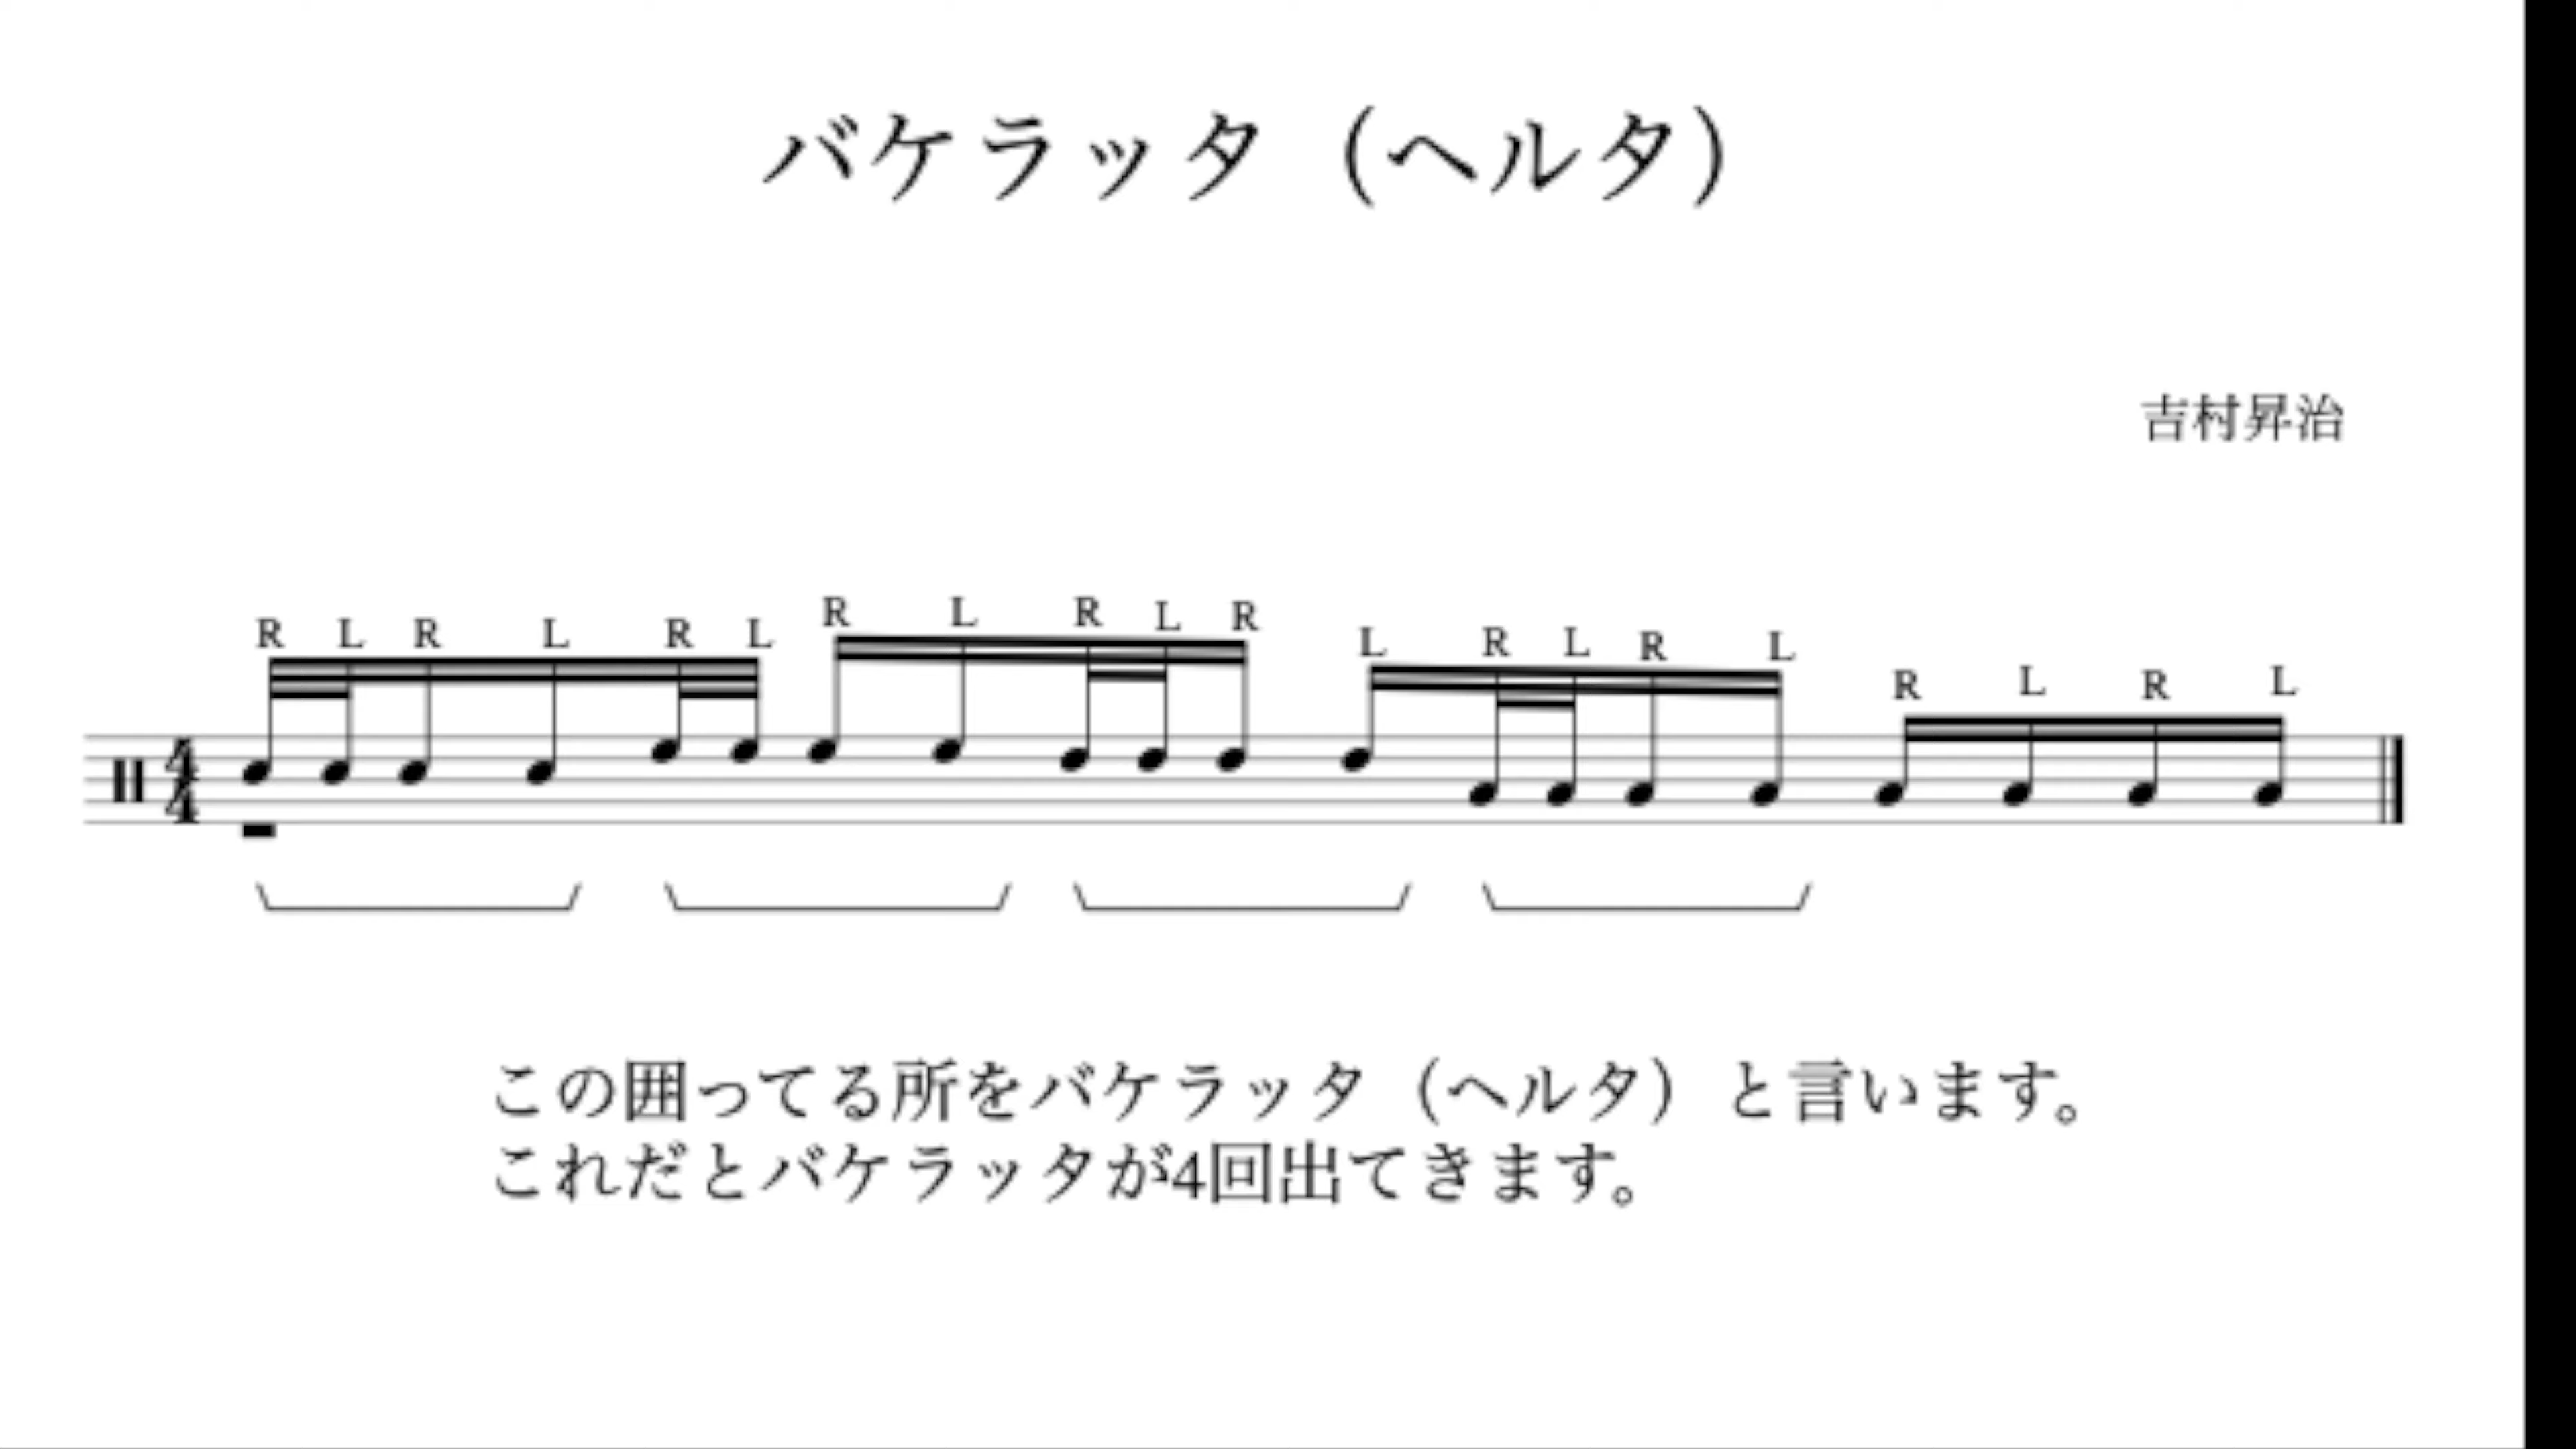 バケラッタ（ヘルタ）
吉村昇治
R L R L R L R L R L R L R L R L R L R L
4
4
この囲ってる所をバケラッタ（ヘルタ）と言います。
これだとバケラッタが4回出てきます。